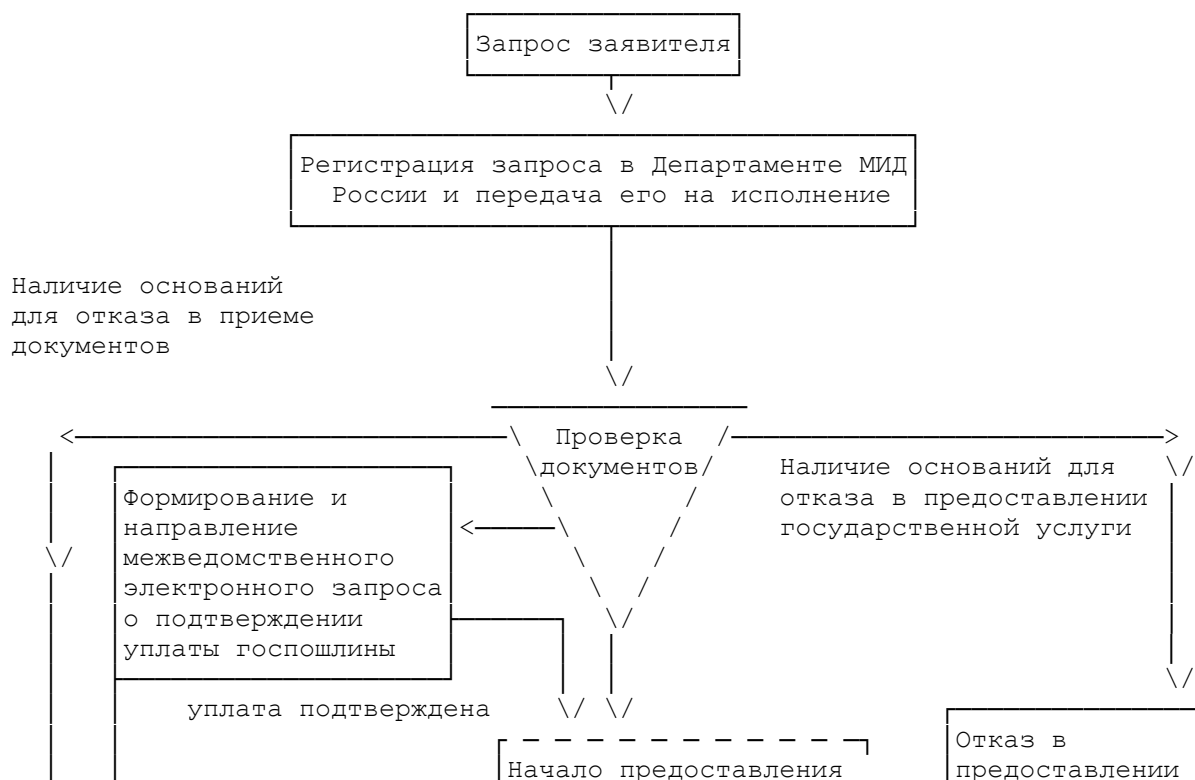 Запрос заявителя
Регистрация запроса в Департаменте МИД
России и передача его на исполнение
Наличие оснований
для отказа в приеме
документов
Проверка
документов
Наличие оснований для
отказа в предоставлении
государственной услуги
Формирование и
направление
межведомственного
электронного запроса
о подтверждении
уплаты госпошлины
уплата подтверждена
Начало предоставления
Отказ в
предоставлении